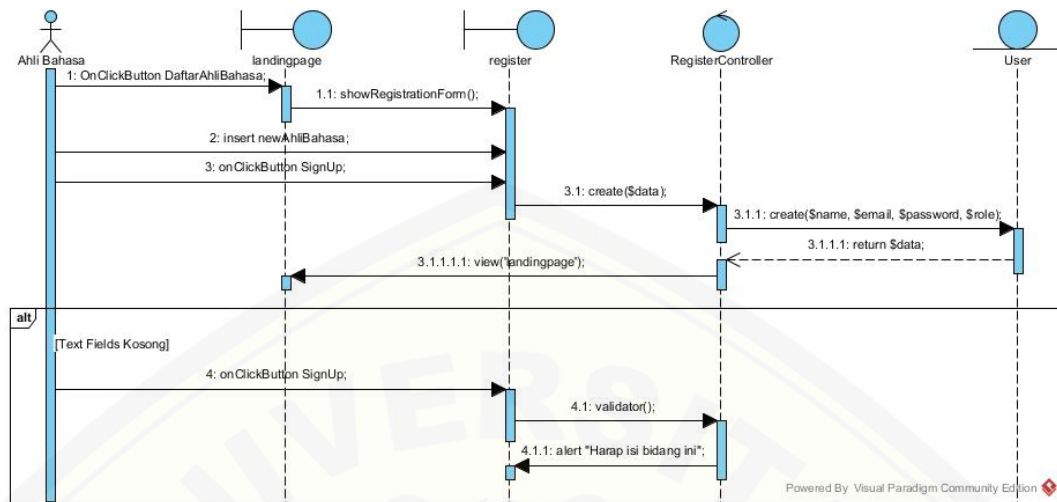 Ahli Bahasa
landingpage
register
RegisterController
User
1: OnClickButton DaftarAhliBahasa;
1.1: showRegistrationForm();
2: insert newAhliBahasa;
3: onClickButton SignUp;
3.1: create($data);
3.1.1: create($name, $email, $password, $role);
3.1.1.1: return $data;
3.1.1.1.1: view('landingpage');
alt
[Text Fields Kosong]
4: onClickButton SignUp;
4.1: validator();
4.1.1: alert "Harap isi bidang ini";
UNIVERSIT
Powered By Visual Paradigm Community Edition